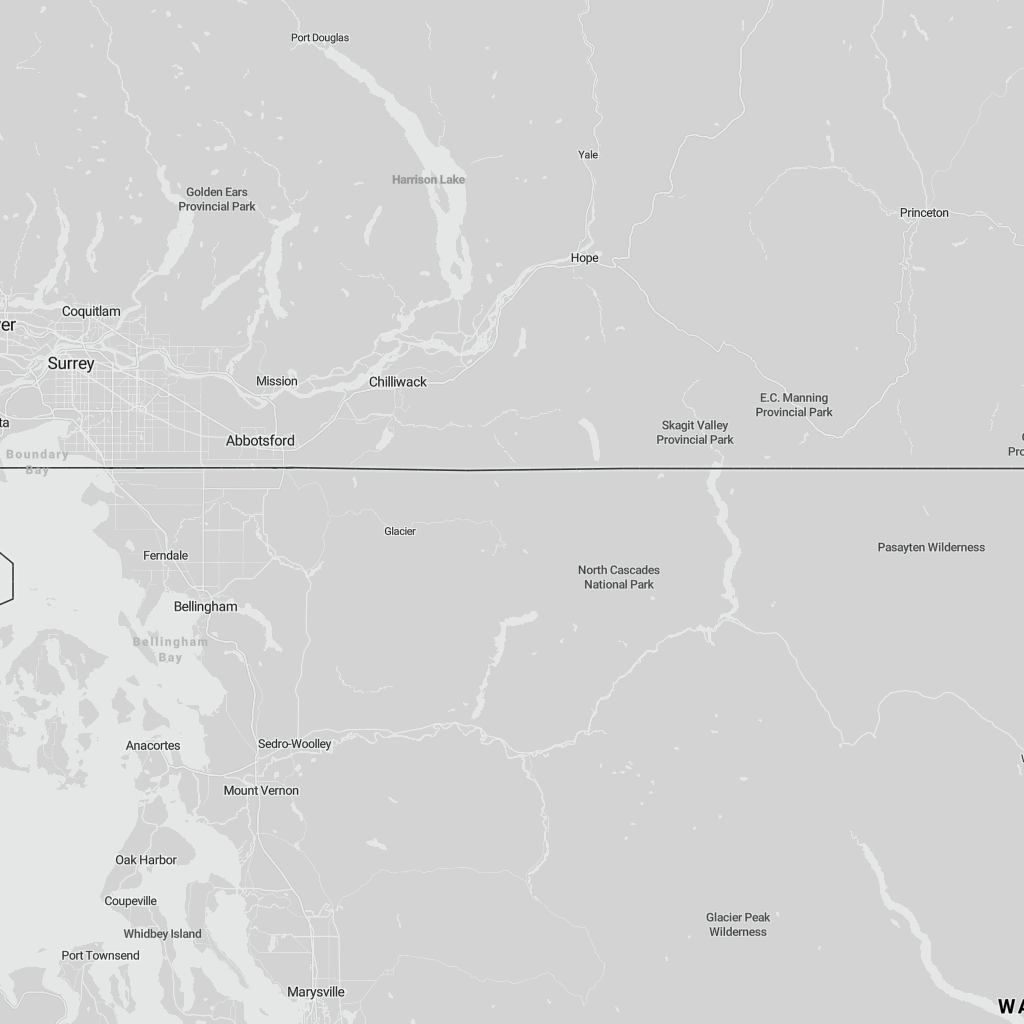 Port Douglas
Yale
Harrison Lake
Golden Ears
Provincial Park
Princeton
Hope
Coquitlam
Surrey
Mission
Chilliwack
E.C. Manning
Provincial Park
Skagit Valley
Provincial Park
Abbotsford
Boundary
Bay
Glacier
Pasayten Wilderness
Ferndale
North Cascades
National Park
Bellingham
Bellingham
Bay
Anacortes
Sedro-Woolley
Mount Vernon
Oak Harbor
Coupeville
Glacier Peak
Wilderness
Whidbey Island
Port Townsend
Marysville
WA